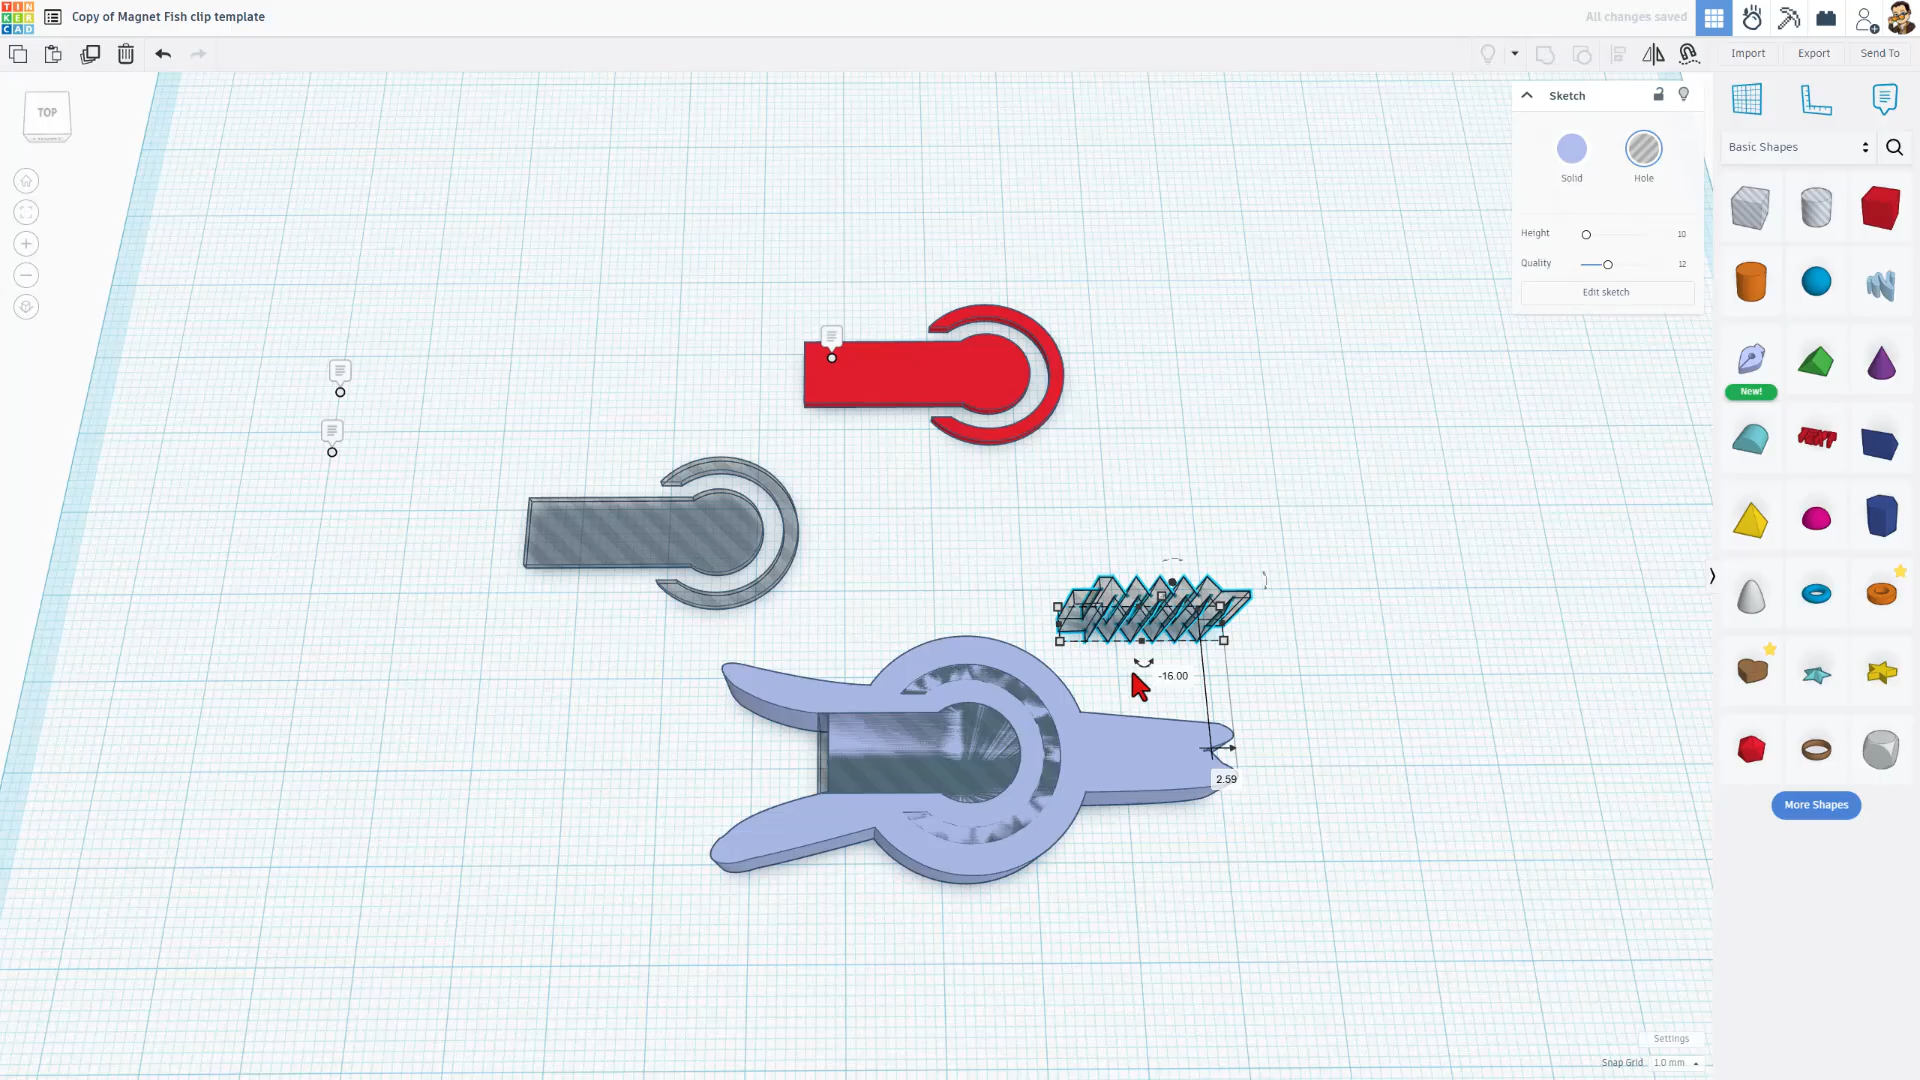 TIN
KER
CAD
Copy of Magnet Fish clip template
All changes saved
Import
Export
Send To
TOP
Sketch
Solid
Hole
Height
10
Quality
12
Edit sketch
Basic Shapes
New!
TEXT
More Shapes
-16.00
2.59
Settings
Snap Grid
1.0 mm